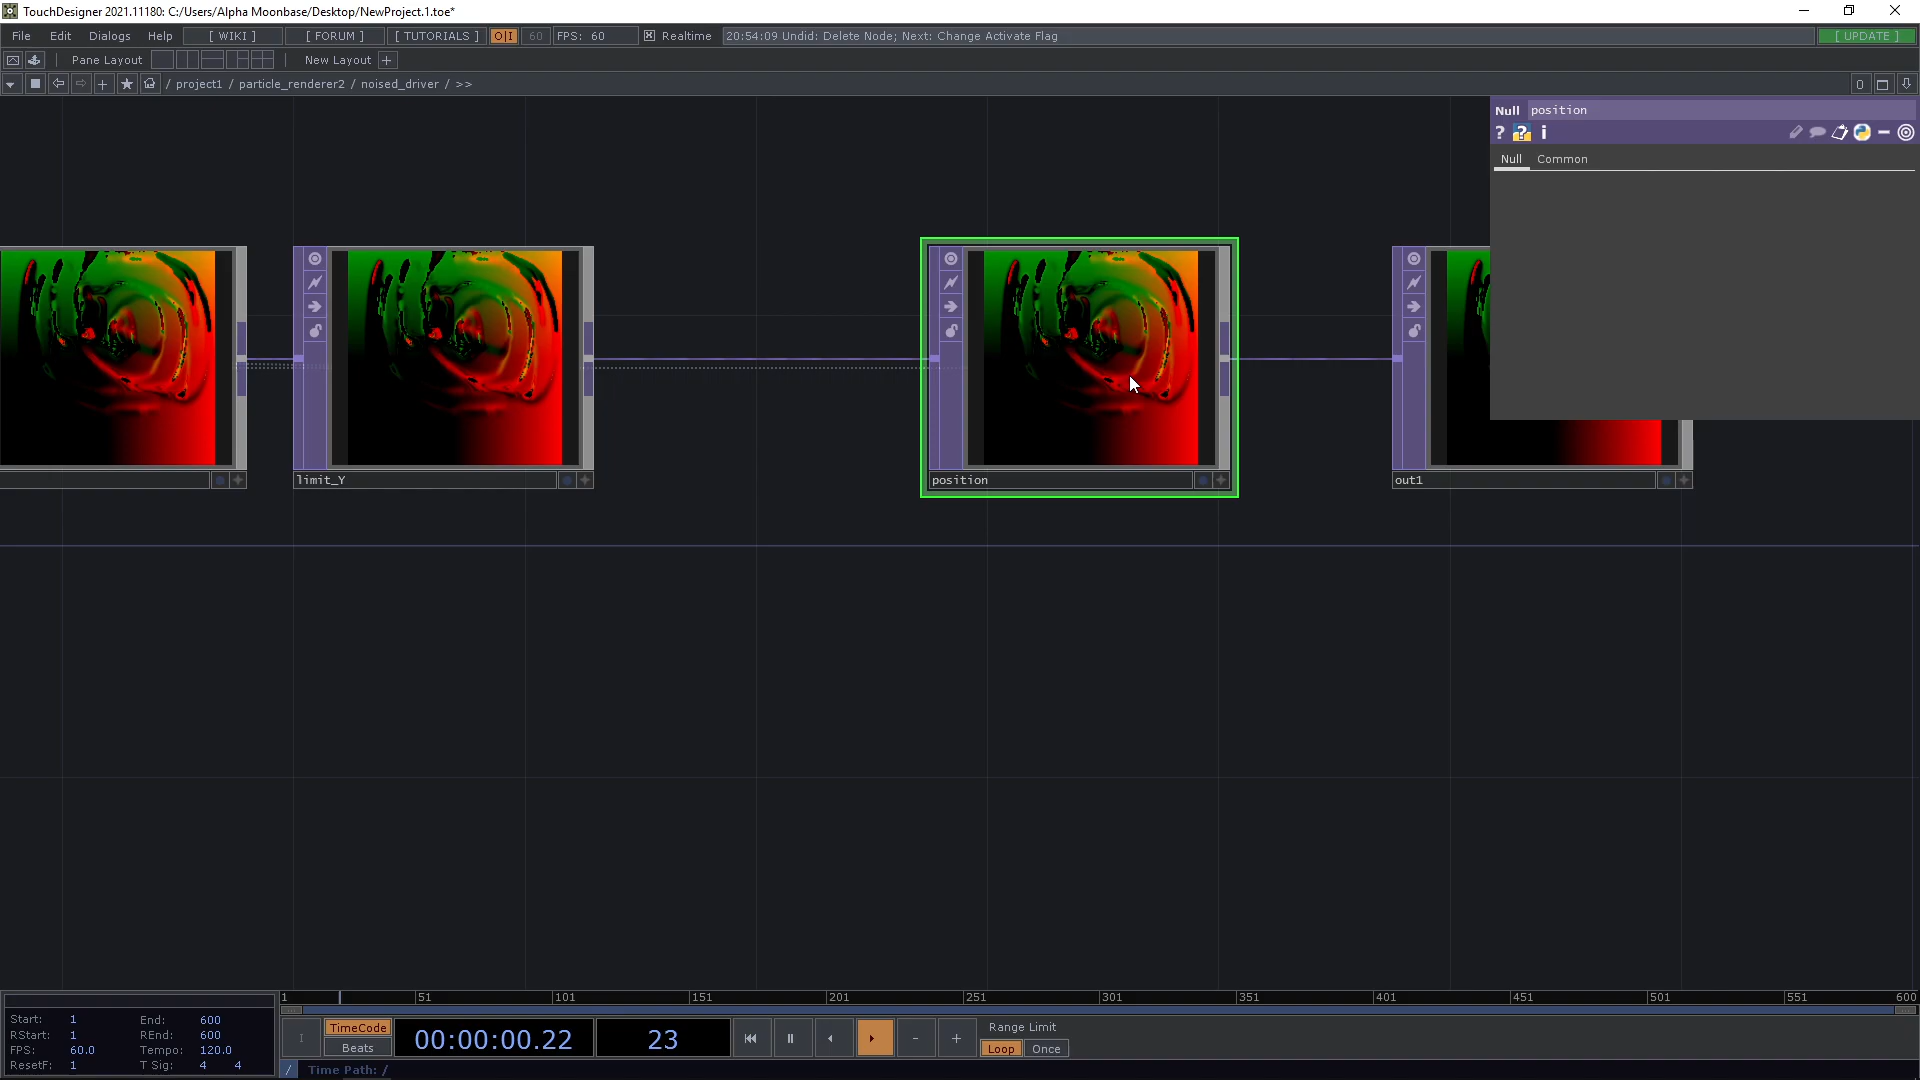 TouchDesigner 2021.11180: C:/Users/Alpha Moonbase/Desktop/NewProject.1.toe*
File Edit Dialogs Help [ WIKI ] [ FORUM ] [ TUTORIALS ] O|I 60 FPS: 60 Realtime 20:54:09 Undid: Delete Node; Next: Change Activate Flag [ UPDATE ]
Pane Layout New Layout +
/ project1 / particle_renderer2 / noised_driver / >> 0
Null position
? ? i
Null Common
limit_Y
position
out1
1 51 101 151 201 251 301 351 401 451 501 551 600
Start: 1 End: 600
RStart: 1 REnd: 600
FPS: 60.0 Tempo: 120.0
ResetF: 1 T Sig: 4 4
I TimeCode
Beats
00:00:00.22 23
- +
Range Limit
Loop Once
/ Time Path: /